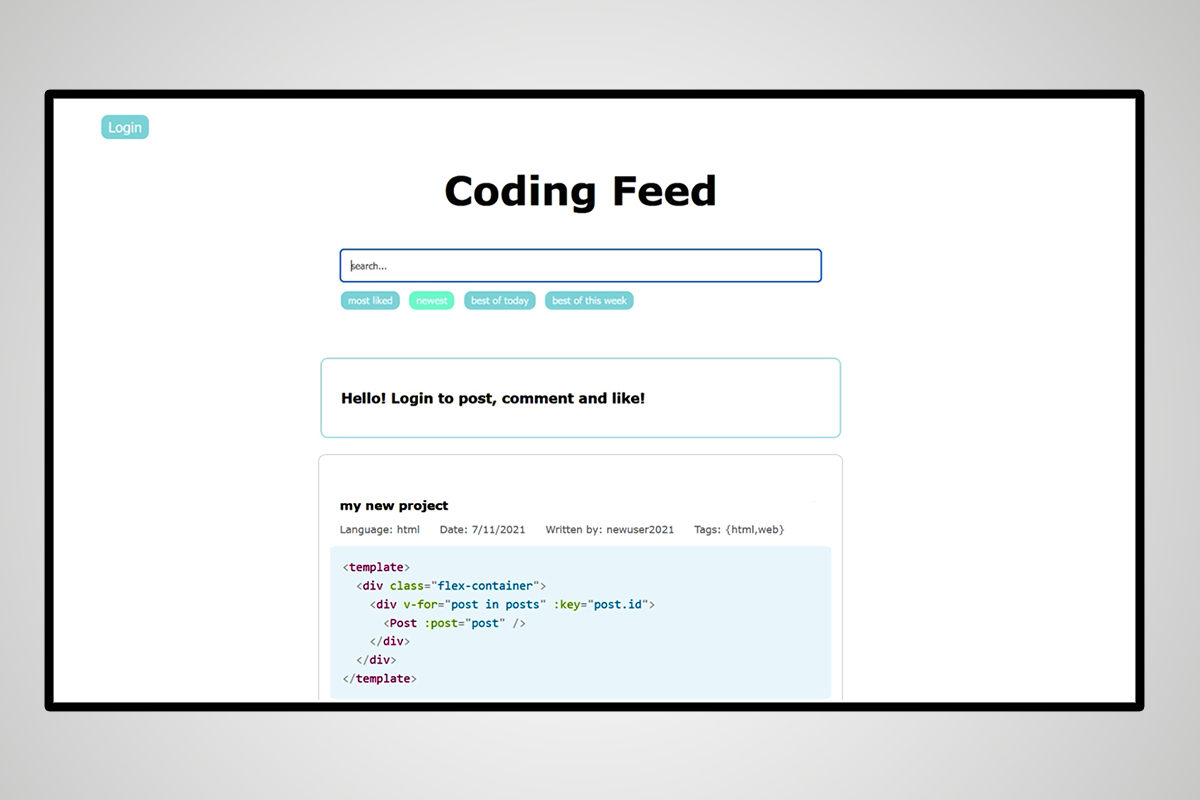 Login
Coding Feed
search...
most liked newest best of today best of this week
Hello! Login to post, comment and like!
my new project
Language: html Date: 7/11/2021 Written by: newuser2021 Tags: {html,web}
<template>
  <div class="flex-container">
    <div v-for="post in posts" :key="post.id">
      <Post :post="post" />
    </div>
  </div>
</template>